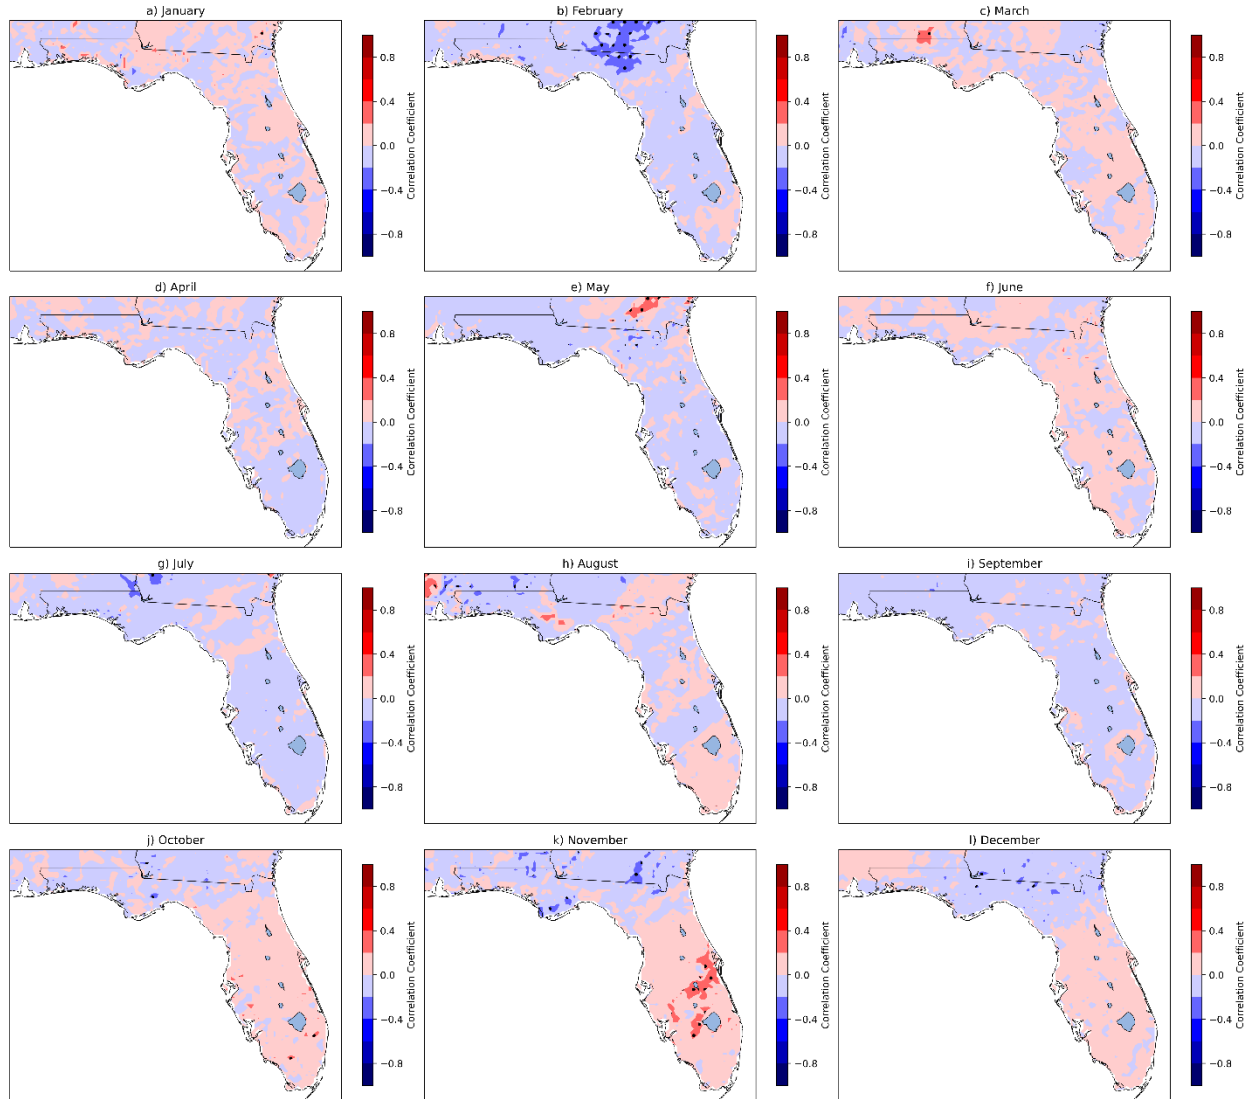 a) January
0.8
0.4
0.0
−0.4
−0.8
Correlation Coefficient
b) February
0.8
0.4
0.0
−0.4
−0.8
Correlation Coefficient
c) March
0.8
0.4
0.0
−0.4
−0.8
Correlation Coefficient
d) April
0.8
0.4
0.0
−0.4
−0.8
Correlation Coefficient
e) May
0.8
0.4
0.0
−0.4
−0.8
Correlation Coefficient
f) June
0.8
0.4
0.0
−0.4
−0.8
Correlation Coefficient
g) July
0.8
0.4
0.0
−0.4
−0.8
Correlation Coefficient
h) August
0.8
0.4
0.0
−0.4
−0.8
Correlation Coefficient
i) September
0.8
0.4
0.0
−0.4
−0.8
Correlation Coefficient
j) October
0.8
0.4
0.0
−0.4
−0.8
Correlation Coefficient
k) November
0.8
0.4
0.0
−0.4
−0.8
Correlation Coefficient
l) December
0.8
0.4
0.0
−0.4
−0.8
Correlation Coefficient